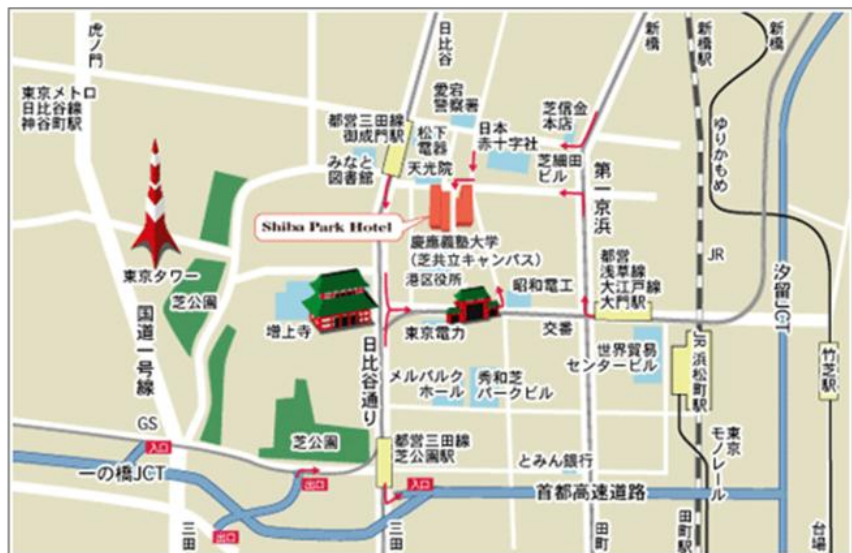 虎ノ門
日比谷
新橋
新橋駅
新橋
東京メトロ
日比谷線
神谷町駅
愛宕
警察署
都営三田線
御成門駅
松下
電器
日本
赤十字社
芝信金
本店
みなと
図書館
天光院
芝細田
ビル
第一京浜
ゆりかもめ
Shiba Park Hotel
慶應義塾大学
(芝共立キャンパス)
港区役所
都営
浅草線
大江戸線
大門駅
JR
汐留JCT
東京タワー
芝公園
昭和電工
国道一号線
増上寺
東京電力
交番
日比谷通り
世界貿易
センタービル
JR浜松町駅
竹芝駅
メルパルク
ホール
秀和芝
パークビル
GS
入口
芝公園
都営三田線
芝公園駅
とみん銀行
東京
モノレール
一の橋JCT
出口
入口
首都高速道路
出口
三田
三田
田町
田町駅
台場